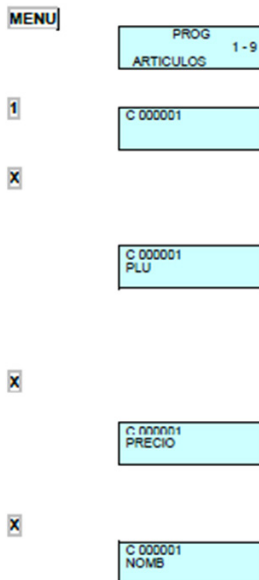 MENU
PROG
1 - 9
ARTICULOS
1
C 000001
X
C 000001
PLU
X
C 000001
PRECIO
X
C 000001
NOMB